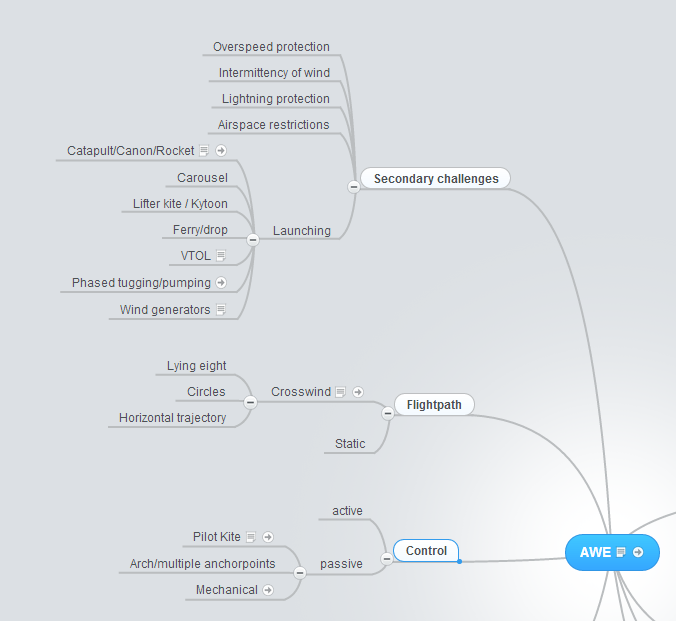 Overspeed protection
Intermittency of wind
Lightning protection
Airspace restrictions
Catapult/Canon/Rocket
Secondary challenges
Carousel
Lifter kite / Kytoon
Ferry/drop
Launching
VTOL
Phased tugging/pumping
Wind generators
Lying eight
Circles
Crosswind
Flightpath
Horizontal trajectory
Static
active
Pilot Kite
Control
AWE
Arch/multiple anchorpoints
passive
Mechanical